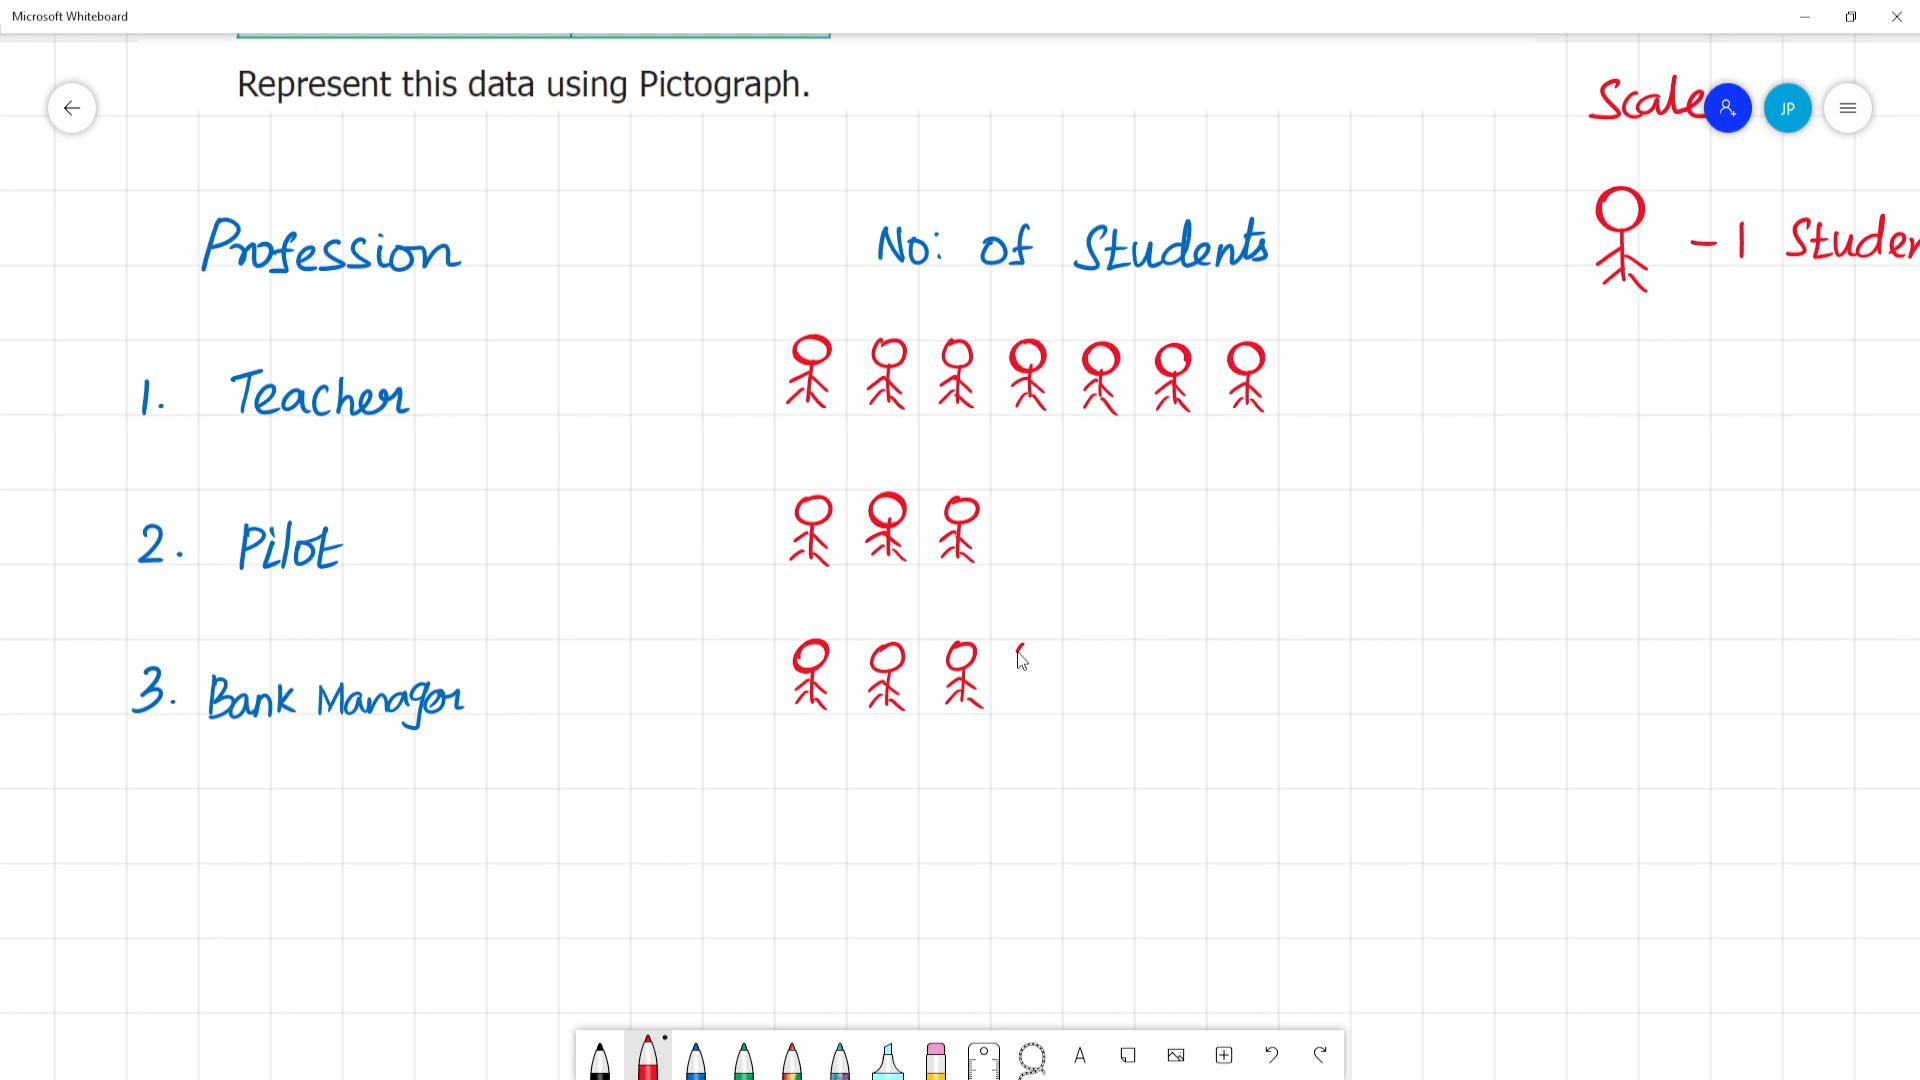 Microsoft Whiteboard
Represent this data using Pictograph.
Scale
JP
Profession
No: of Students
- 1 Studen
1. Teacher
2. Pilot
3. Bank Manager
A